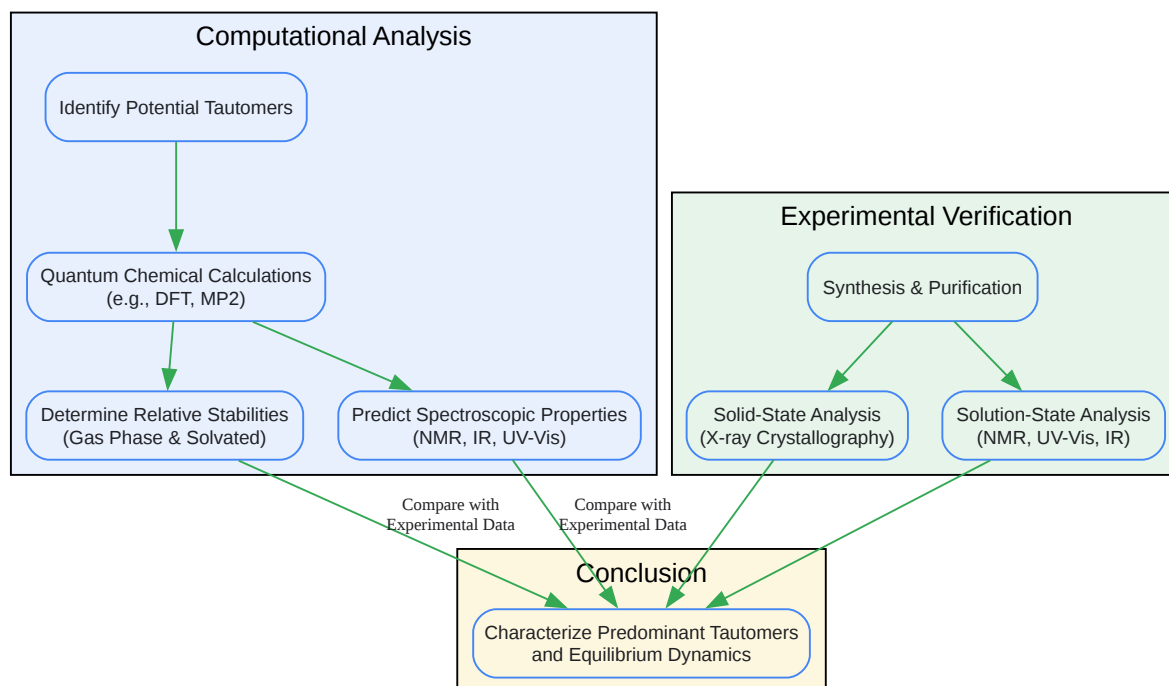 Computational Analysis
Identify Potential Tautomers
Quantum Chemical Calculations
(e.g., DFT, MP2)
Determine Relative Stabilities
(Gas Phase & Solvated)
Predict Spectroscopic Properties
(NMR, IR, UV-Vis)
Experimental Verification
Synthesis & Purification
Solid-State Analysis
(X-ray Crystallography)
Solution-State Analysis
(NMR, UV-Vis, IR)
Compare with
Experimental Data
Compare with
Experimental Data
Conclusion
Characterize Predominant Tautomers
and Equilibrium Dynamics